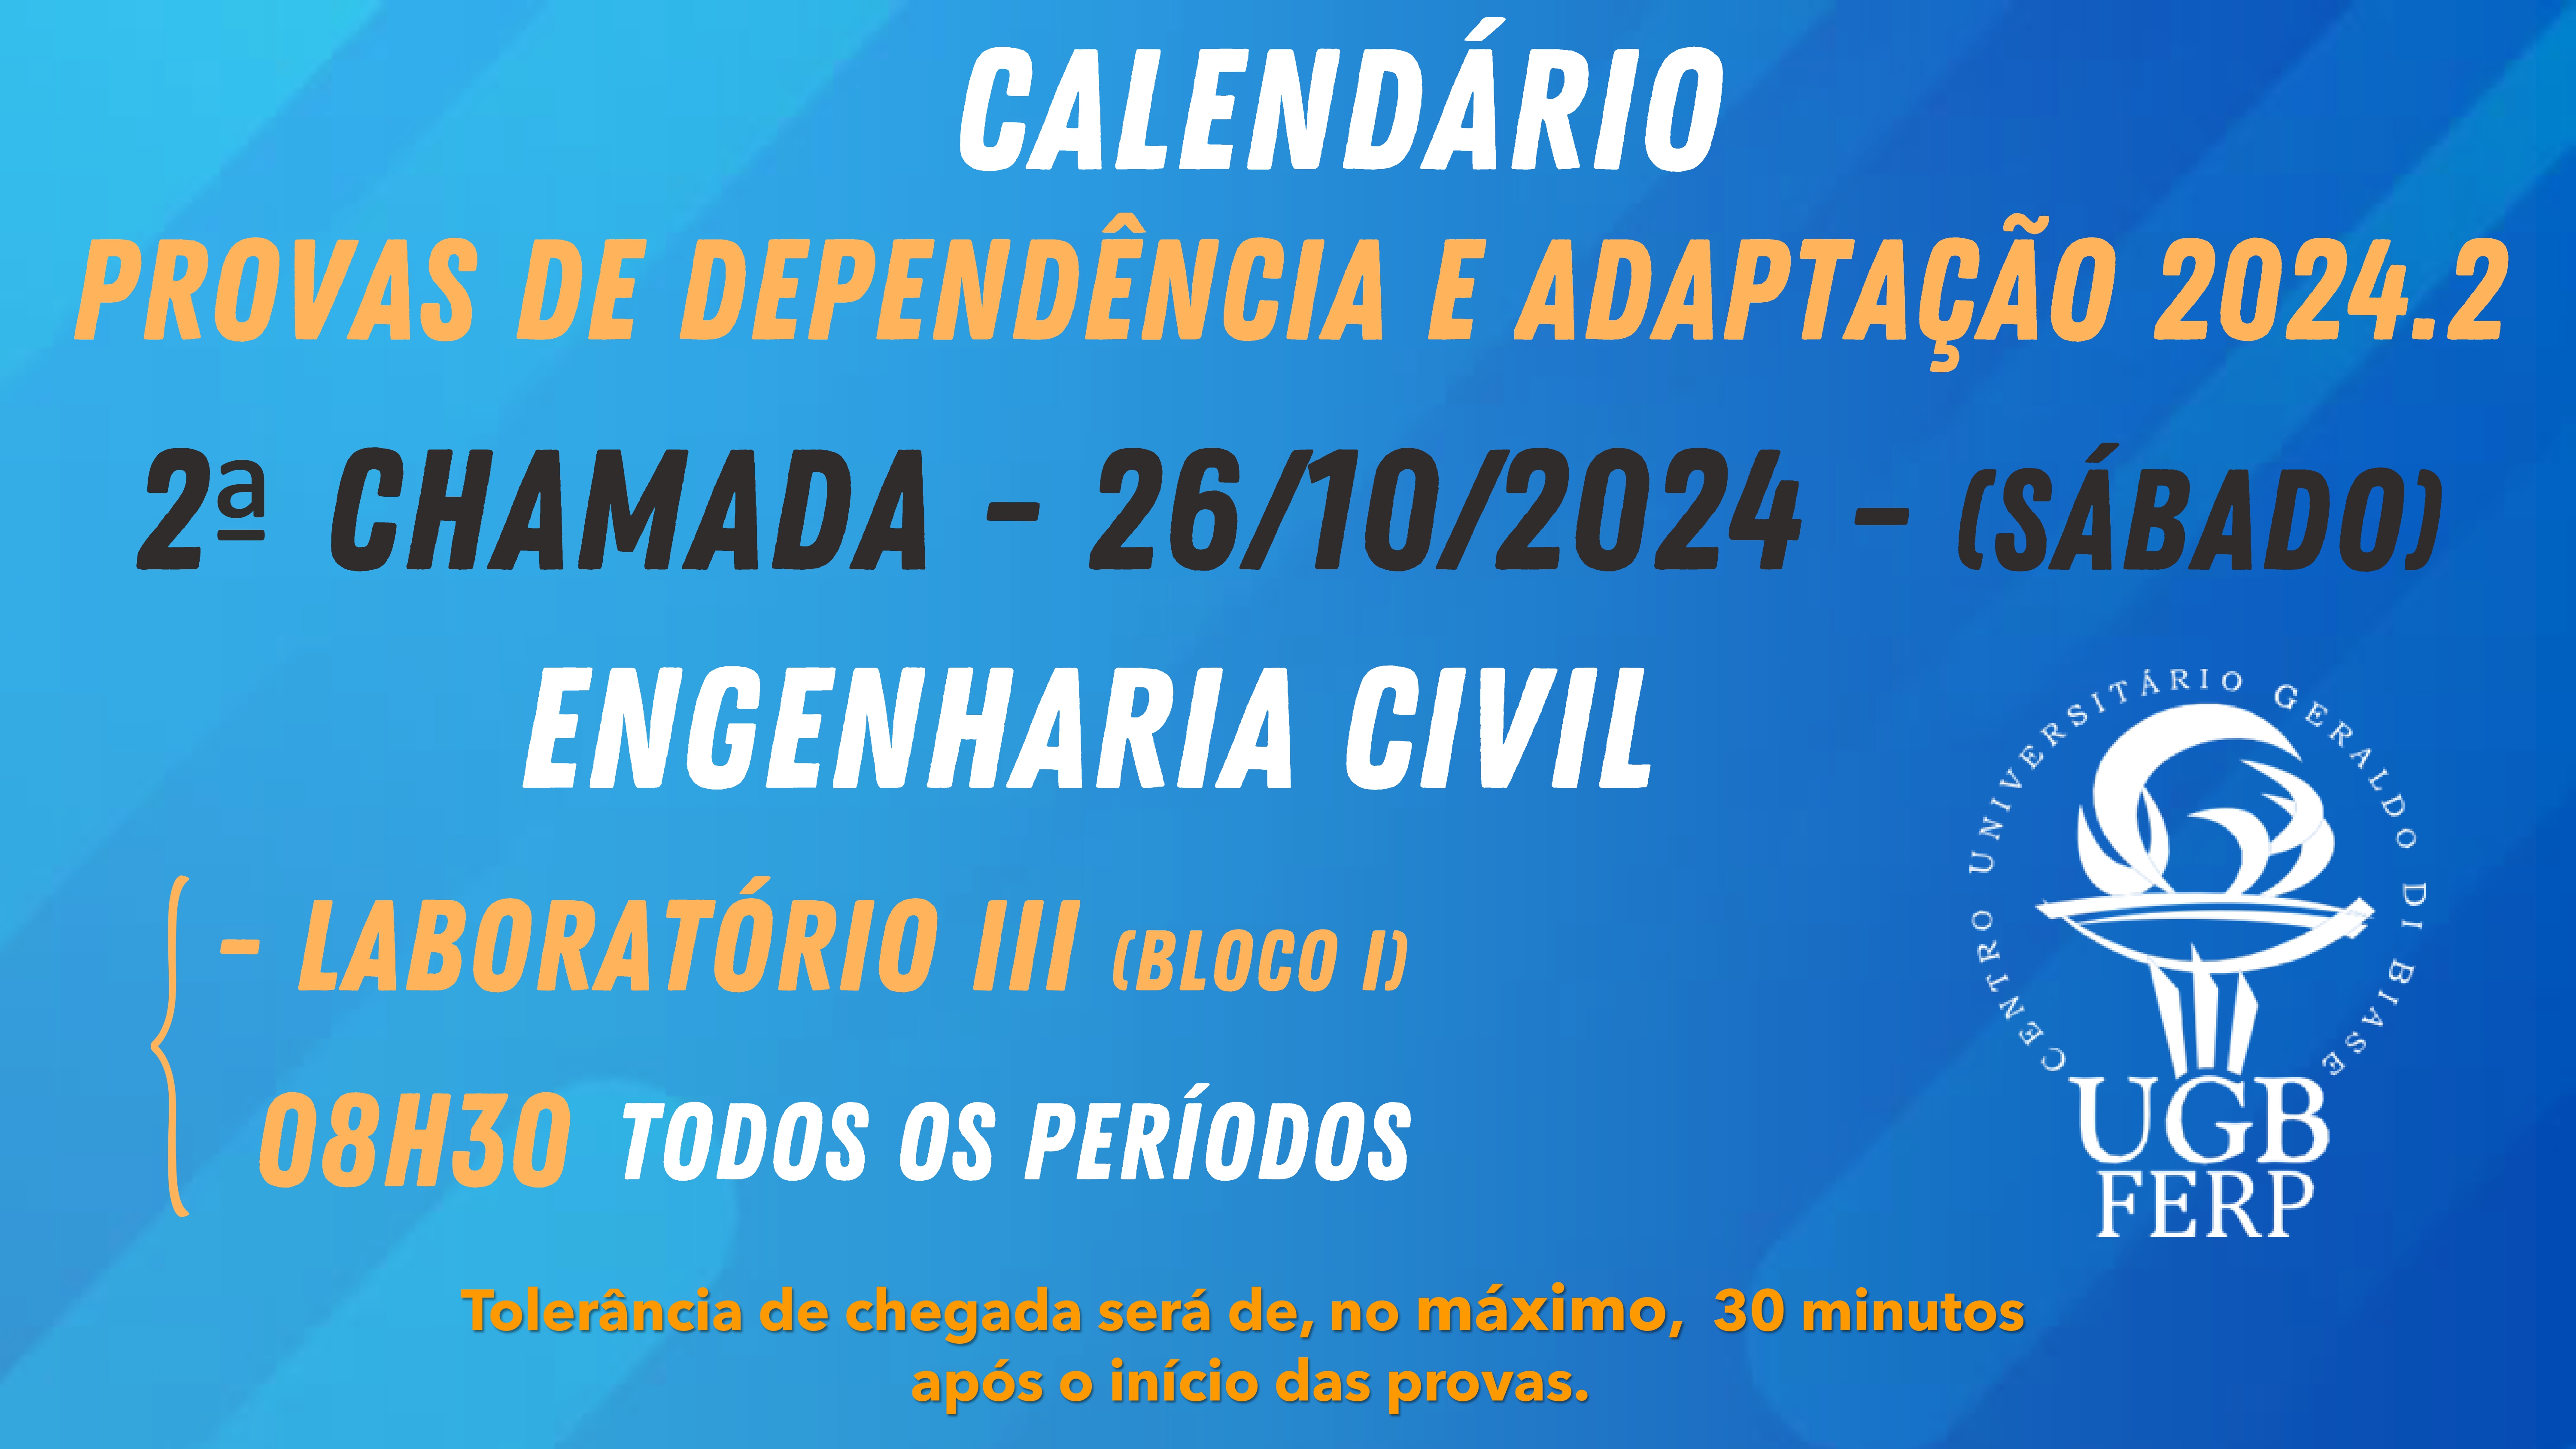 CALENDÁRIO
PROVAS DE DEPENDÊNCIA E ADAPTAÇÃO 2024.2
2ª CHAMADA - 26/10/2024 - (SÁBADO)
ENGENHARIA CIVIL
- LABORATÓRIO III (BLOCO I)
08H30 TODOS OS PERÍODOS
CENTRO UNIVERSITÁRIO GERALDO DI BIASE
UGB
FERP
Tolerância de chegada será de, no máximo, 30 minutos
após o início das provas.